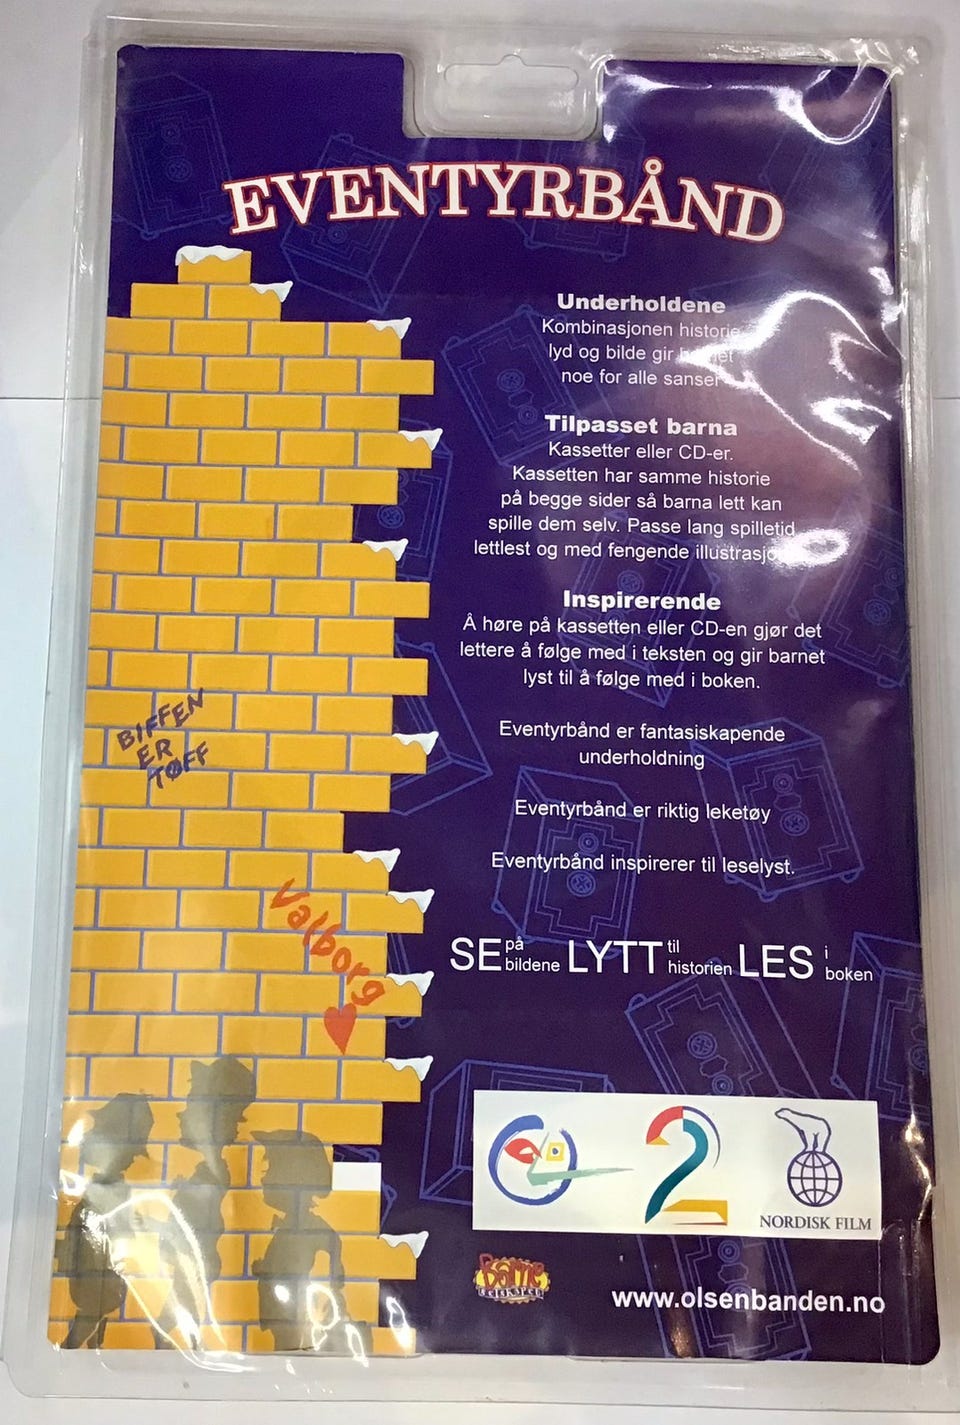 EVENTYRBÅND
Underholdene
Kombinasjonen historie
lyd og bilde gir
noe for alle sanser
Tilpasset barna
Kassetter eller CD-er.
Kassetten har samme historie
på begge sider så barna lett kan
spille dem selv. Passe lang spilletid
lettlest og med fengende
Inspirerende
Å høre på kassetten eller CD-en gjør det
lettere å følge med i teksten og gir barnet
lyst til å følge med i boken.
Eventyrbånd er fantasiskapende
underholdning
Eventyrbånd er riktig leketøy
Eventyrbånd inspirerer til leselyst.
SE på bildene LYTT til historien LES i boken
BIFFEN
ER
TØFF
Valborg
2
NORDISK FILM
Barne
selskapet
www.olsenbanden.no